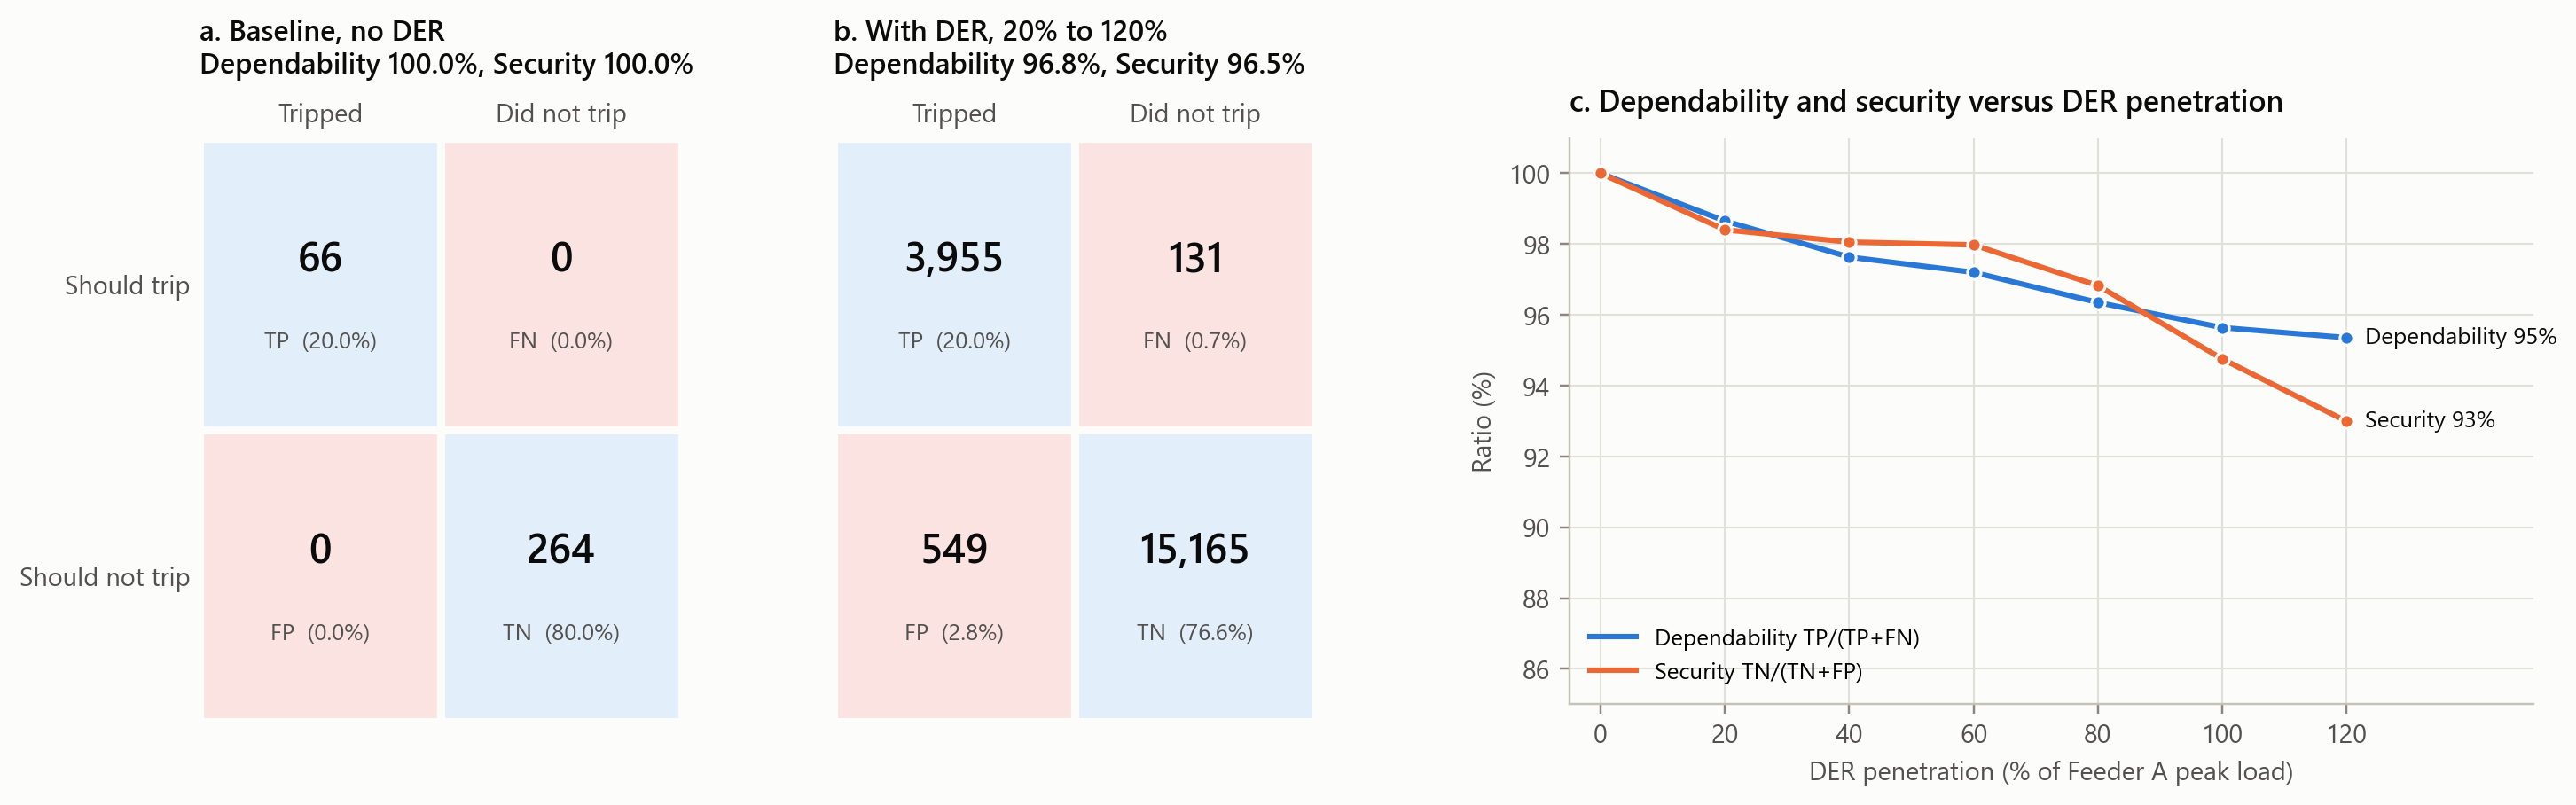 a. Baseline, no DER
Dependability 100.0%, Security 100.0%
Tripped
Did not trip
Should trip
66
TP (20.0%)
0
FN (0.0%)
Should not trip
0
FP (0.0%)
264
TN (80.0%)
b. With DER, 20% to 120%
Dependability 96.8%, Security 96.5%
Tripped
Did not trip
3,955
TP (20.0%)
131
FN (0.7%)
549
FP (2.8%)
15,165
TN (76.6%)
c. Dependability and security versus DER penetration
Ratio (%)
100
98
96
94
92
90
88
86
Dependability 95%
Security 93%
Dependability TP/(TP+FN)
Security TN/(TN+FP)
0 20 40 60 80 100 120
DER penetration (% of Feeder A peak load)